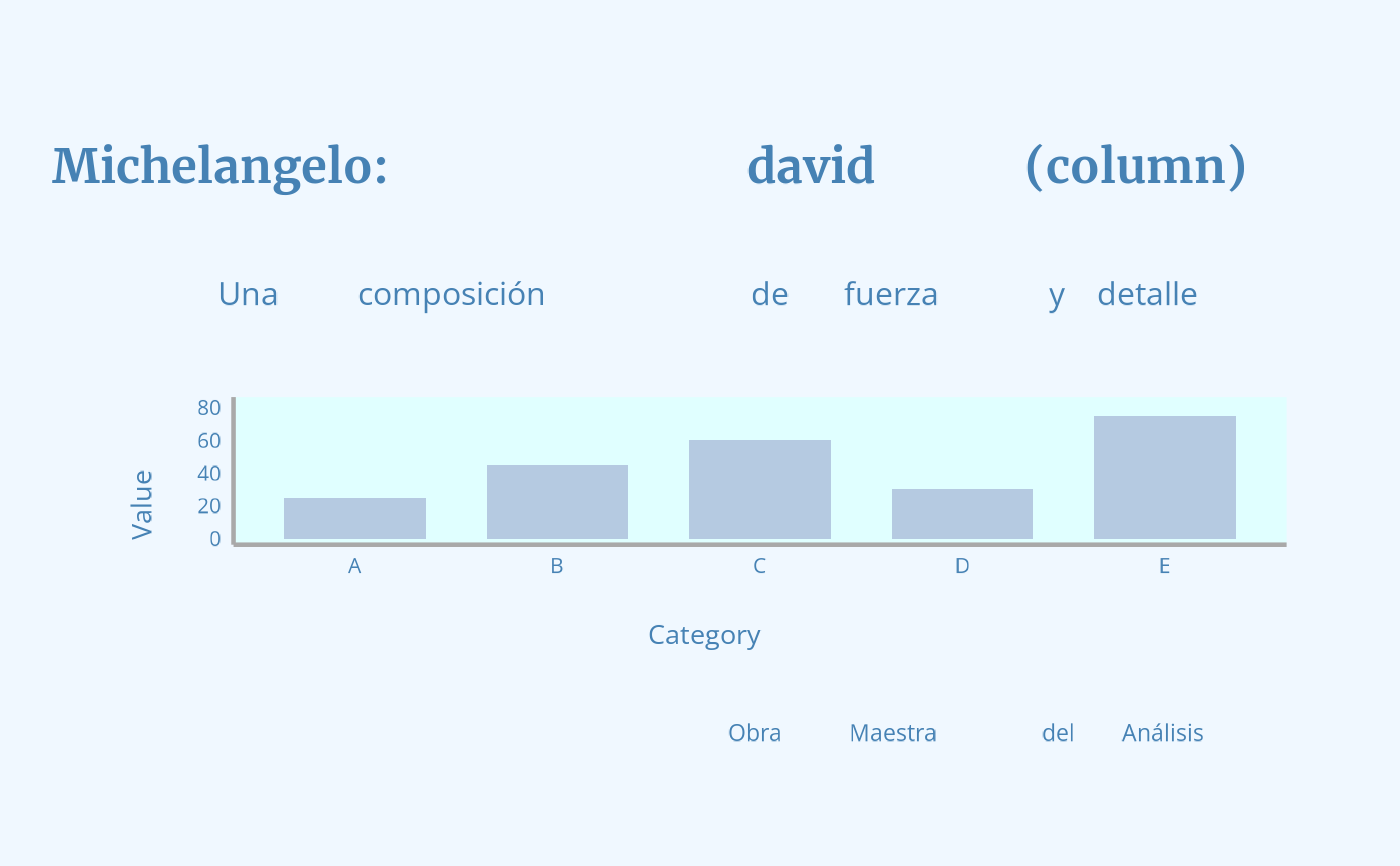 Michelangelo: david (column)
Una composición de fuerza y detalle
80
60
40
20
0
Value
A B C D E
Category
Obra Maestra del Análisis